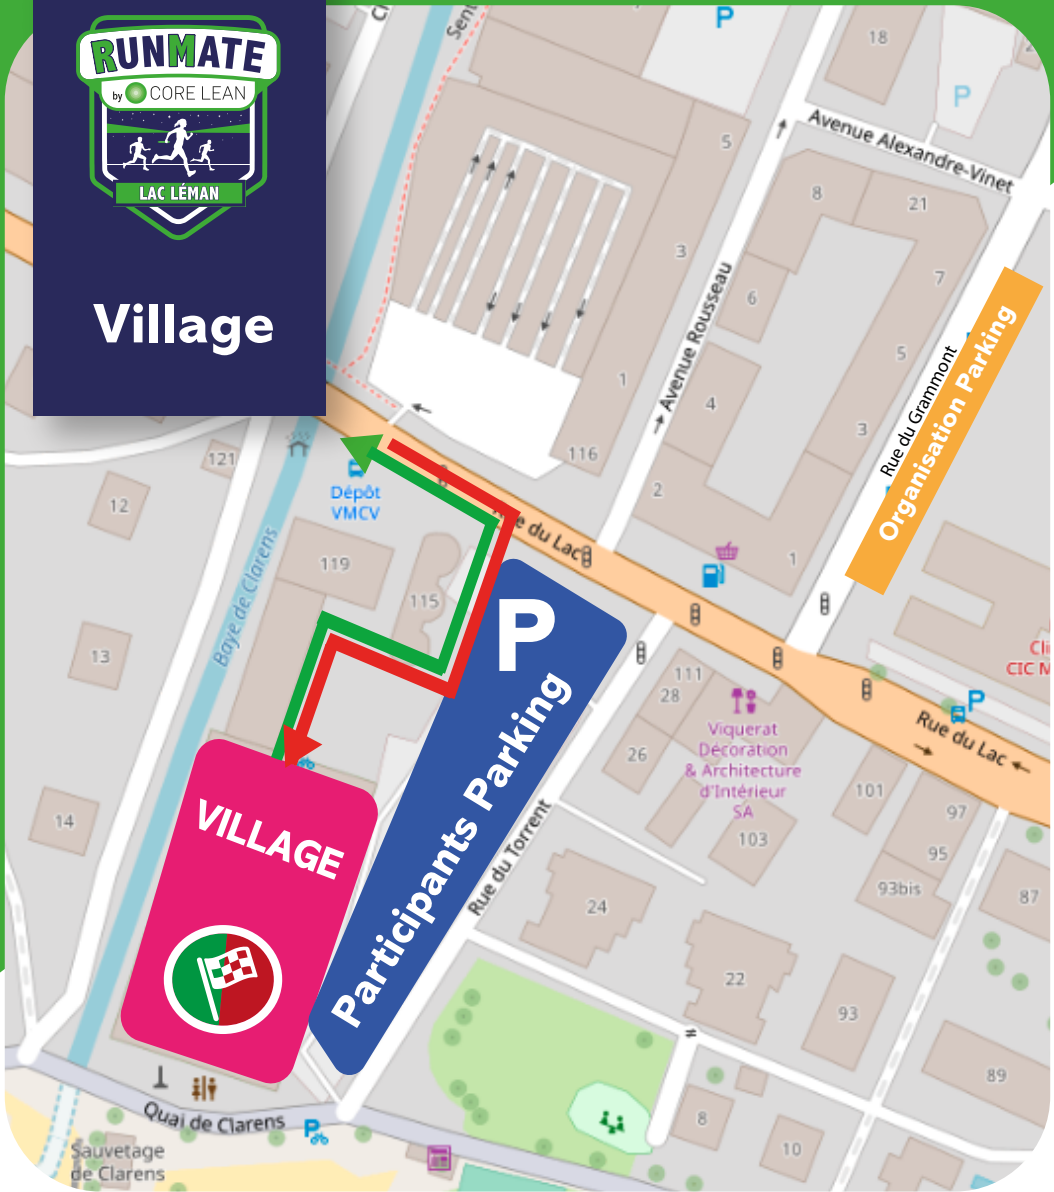 RUNMATE
by CORE LEAN
LAC LÉMAN
Village
P
18
P
Avenue Alexandre-Vinet
5
8
21
3
7
6
Avenue Rousseau
5
1
4
Rue du Grammont
Organisation Parking
3
116
121
2
Dépôt
VMCV
12
e du Lac
1
119
115
Baye de Clarens
P
Participants Parking
13
111
28
Cli
CIC M
P
Viquerat
Décoration
& Architecture
d'Intérieur
SA
26
Rue du Lac
101
97
14
VILLAGE
103
95
93bis
87
Rue du Torrent
24
22
93
89
Quai de Clarens
P
8
10
Sauvetage
de Clarens